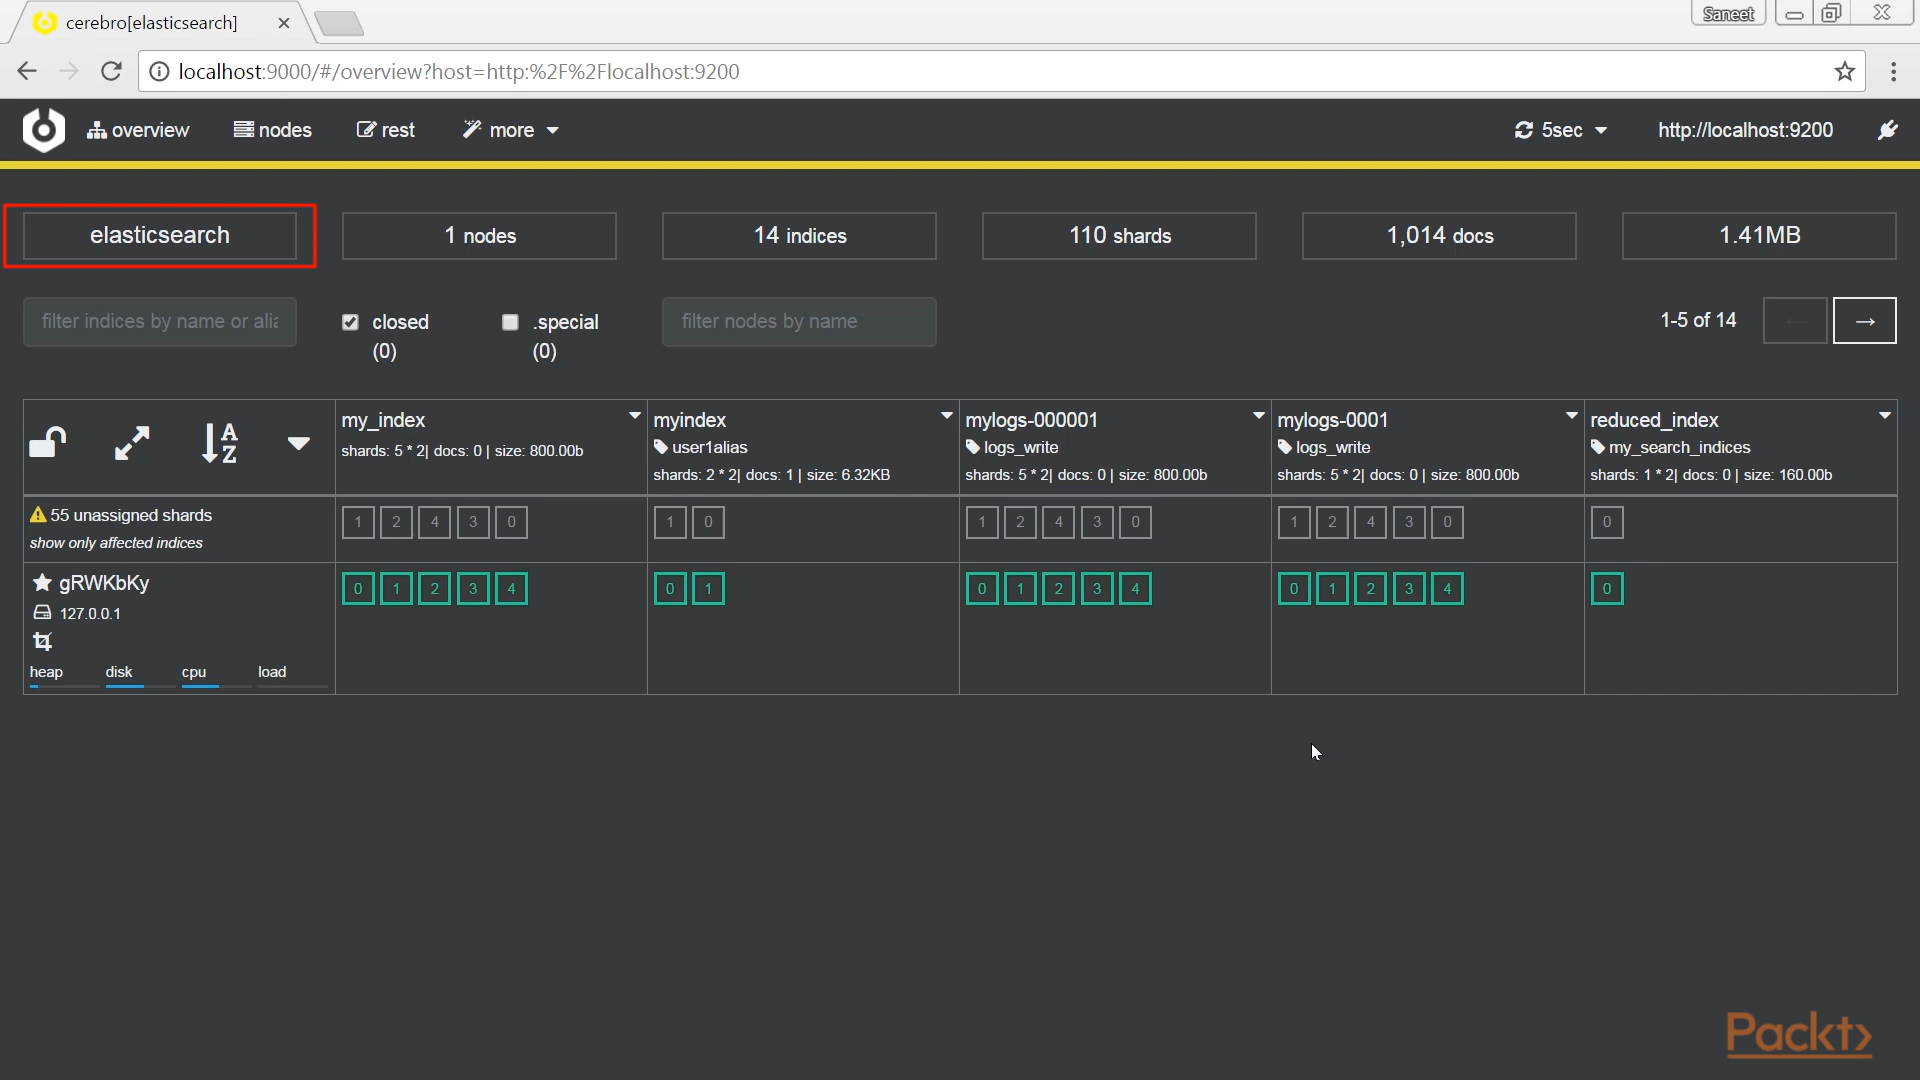 cerebro[elasticsearch]
Saneet
localhost:9000/#/overview?host=http:%2F%2Flocalhost:9200
overview nodes rest more 5sec http://localhost:9200
elasticsearch 1 nodes 14 indices 110 shards 1,014 docs 1.41MB
filter indices by name or alia closed (0) .special (0) filter nodes by name 1-5 of 14 ← →
A
Z
my_index
shards: 5 * 2| docs: 0 | size: 800.00b
myindex
user1alias
shards: 2 * 2| docs: 1 | size: 6.32KB
mylogs-000001
logs_write
shards: 5 * 2| docs: 0 | size: 800.00b
mylogs-0001
logs_write
shards: 5 * 2| docs: 0 | size: 800.00b
reduced_index
my_search_indices
shards: 1 * 2| docs: 0 | size: 160.00b
55 unassigned shards
show only affected indices
1 2 4 3 0
1 0
1 2 4 3 0
1 2 4 3 0
0
gRWKbKy
127.0.0.1
heap disk cpu load
0 1 2 3 4
0 1
0 1 2 3 4
0 1 2 3 4
0
Packt>